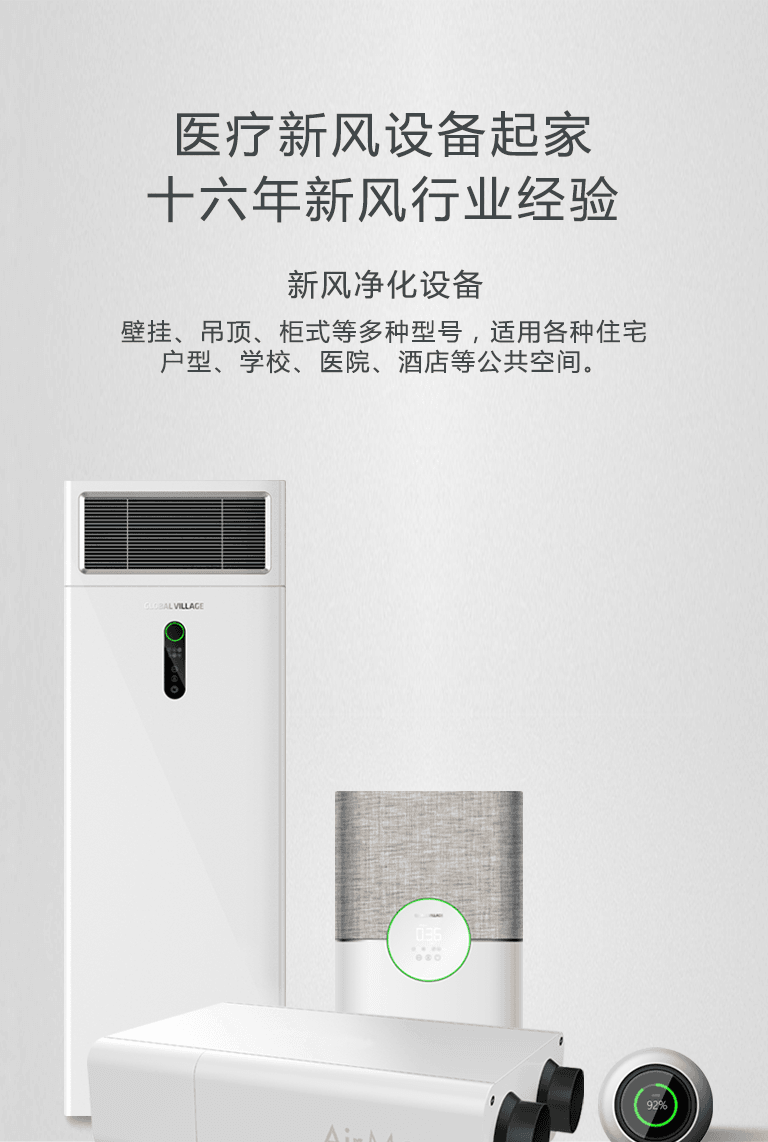 医疗新风设备起家
十六年新风行业经验
新风净化设备
壁挂、吊顶、柜式等多种型号，适用各种住宅
户型、学校、医院、酒店等公共空间。
GLOBAL VILLAGE
036
92%